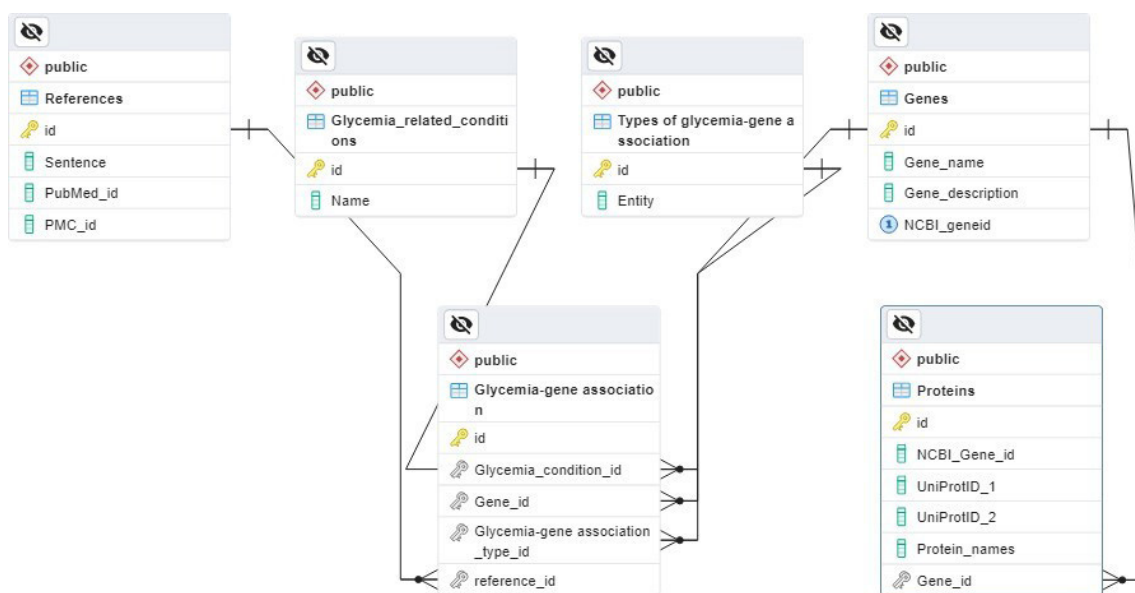 public
References
id
Sentence
PubMed_id
PMC_id
public
Glycemia_related_conditi
ons
id
Name
public
Types of glycemia-gene a
ssociation
id
Entity
public
Genes
id
Gene_name
Gene_description
1 NCBI_geneid
public
Glycemia-gene associatio
n
id
Glycemia_condition_id
Gene_id
Glycemia-gene association
_type_id
reference_id
public
Proteins
id
NCBI_Gene_id
UniProtID_1
UniProtID_2
Protein_names
Gene_id